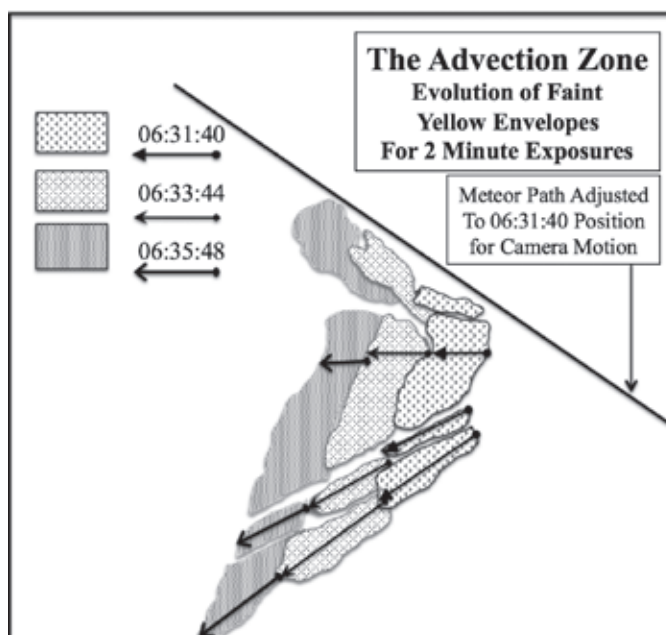 The Advection Zone
Evolution of Faint
Yellow Envelopes
For 2 Minute Exposures
Meteor Path Adjusted
To 06:31:40 Position
for Camera Motion
06:31:40
06:33:44
06:35:48